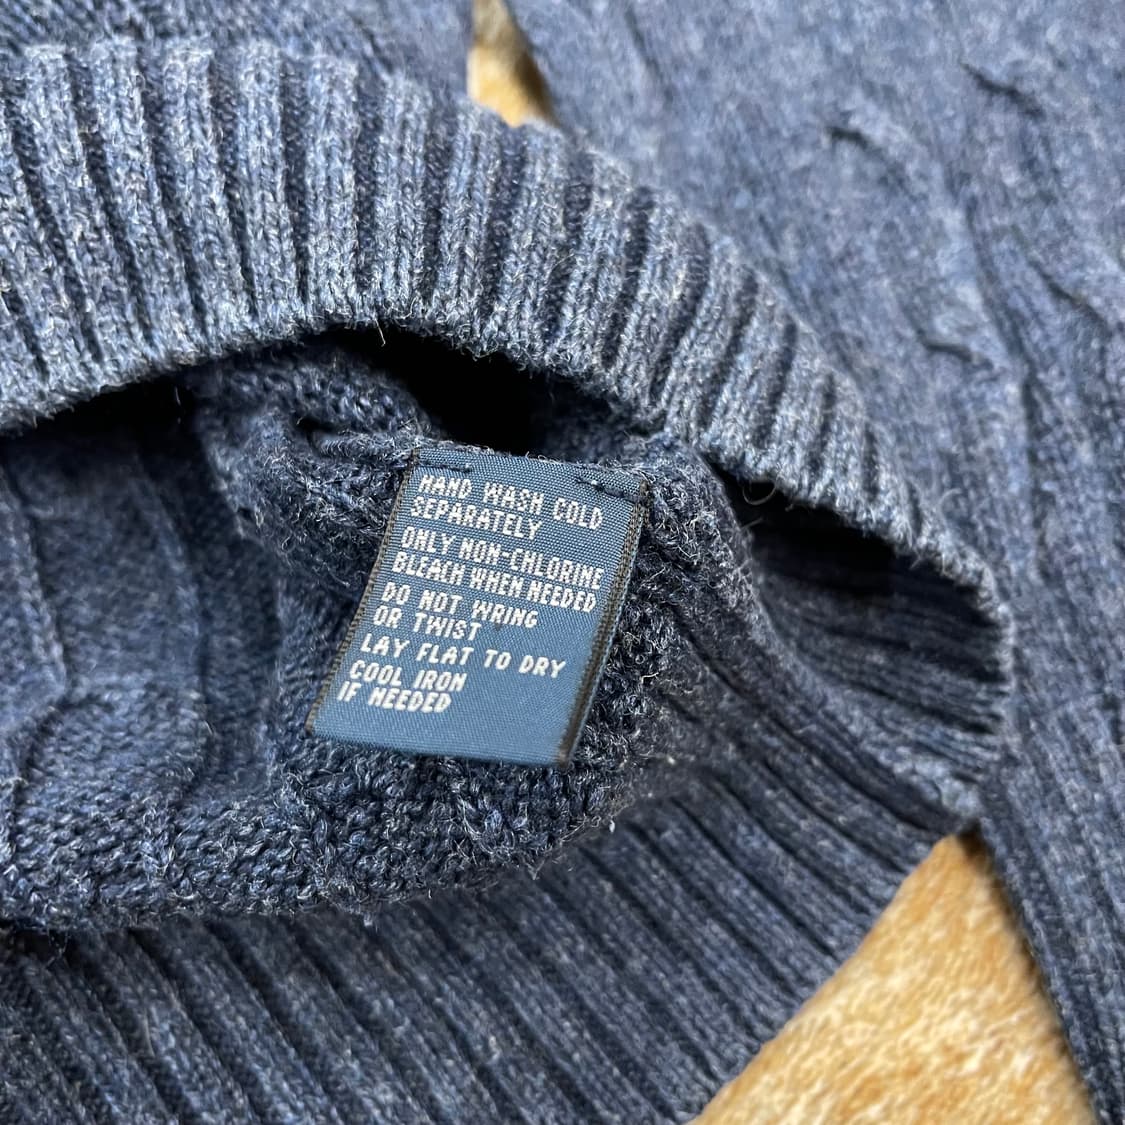 HAND WASH COLD
SEPARATELY
ONLY NON-CHLORINE
BLEACH WHEN NEEDED
DO NOT WRING
OR TWIST
LAY FLAT TO DRY
COOL IRON
IF NEEDED